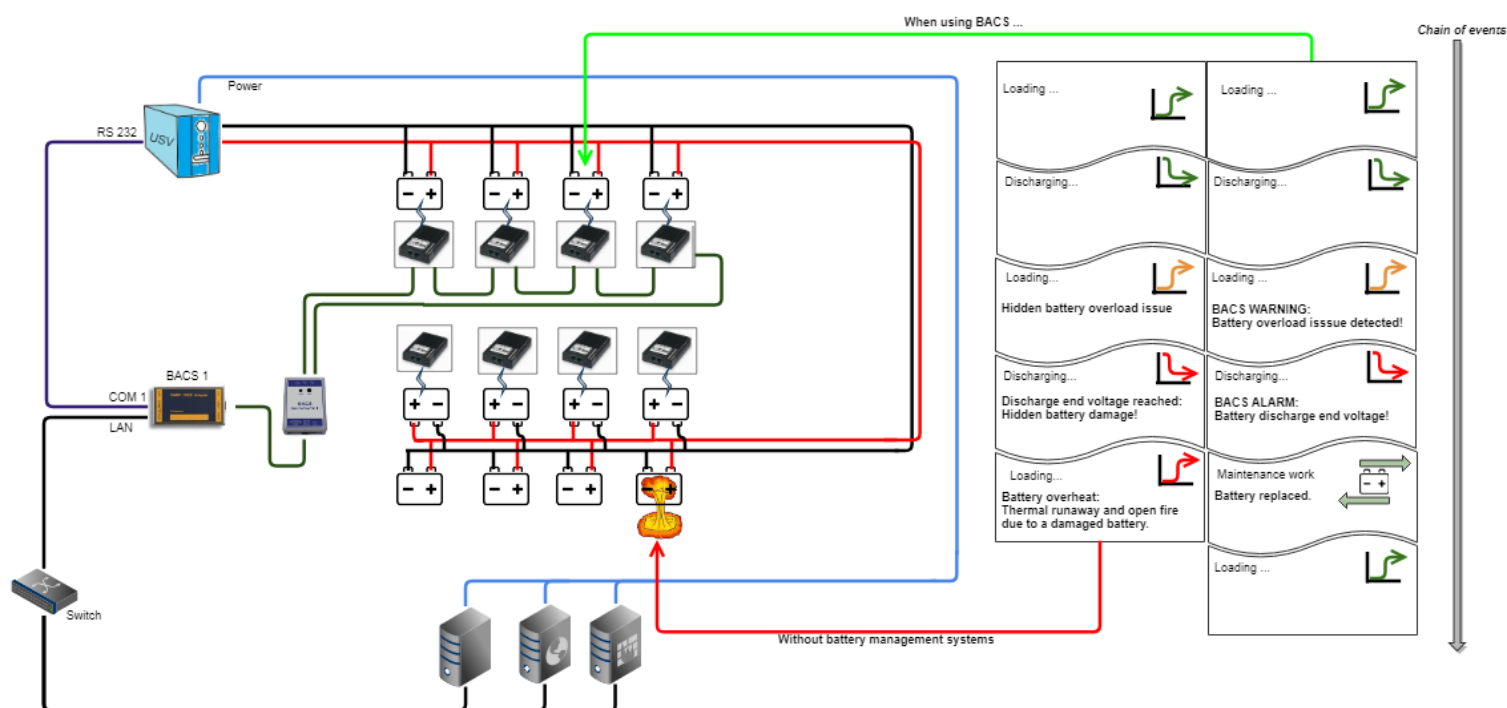 When using BACS ...
Chain of events
Power
RS 232
USV
BACS 1
COM 1
LAN
BACS
Switch
Without battery management systems
Loading ...
Discharging...
Loading ...
Hidden battery overload issue
Discharging...
Discharge end voltage reached:
Hidden battery damage!
Loading...
Battery overheat:
Thermal runaway and open fire
due to a damaged battery.
Loading ...
Discharging...
Loading ...
BACS WARNING:
Battery overload isssue detected!
Discharging...
BACS ALARM:
Battery discharge end voltage!
Maintenance work
Battery replaced.
Loading ...